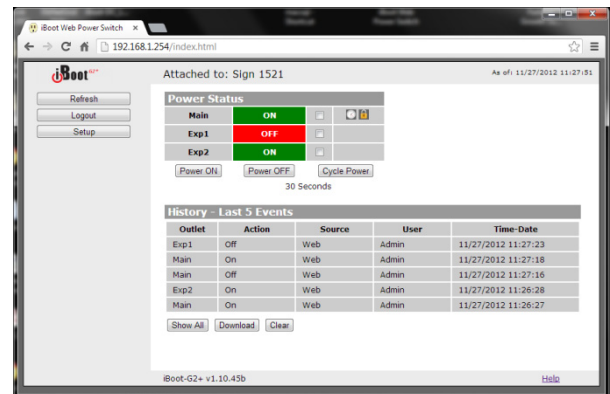 iBoot Web Power Switch
192.168.1.254/index.html
iBoot
Attached to: Sign 1521
As of: 11/27/2012 11:27:51
Refresh
Logout
Setup
Power Status
Main ON
Exp1 OFF
Exp2 ON
Power ON Power OFF Cycle Power
30 Seconds
History - Last 5 Events
Outlet Action Source User Time-Date
Exp1 Off Web Admin 11/27/2012 11:27:23
Main On Web Admin 11/27/2012 11:27:18
Main Off Web Admin 11/27/2012 11:27:16
Exp2 On Web Admin 11/27/2012 11:26:28
Main On Web Admin 11/27/2012 11:26:27
Show All Download Clear
iBoot-G2+ v1.10.45b Help